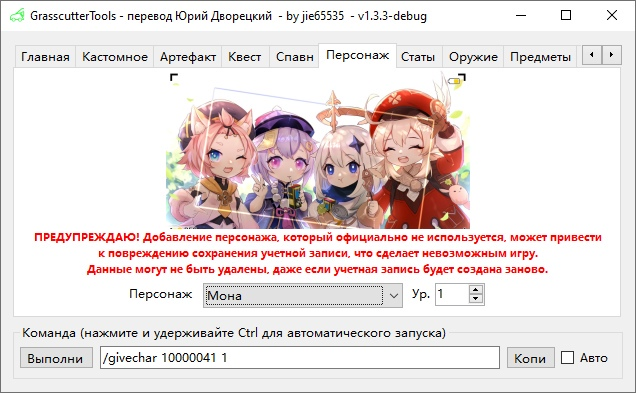 GrasscutterTools - перевод Юрий Дворецкий - by jie65535 - v1.3.3-debug
Главная Кастомное Артефакт Квест Спавн Персонаж Статы Оружие Предметы
ПРЕДУПРЕЖДАЮ! Добавление персонажа, который официально не используется, может привести
к повреждению сохранения учетной записи, что сделает невозможным игру.
Данные могут не быть удалены, даже если учетная запись будет создана заново.
Персонаж Мона Ур. 1
Команда (нажмите и удерживайте Ctrl для автоматического запуска)
Выполни /givechar 10000041 1 Копи Авто